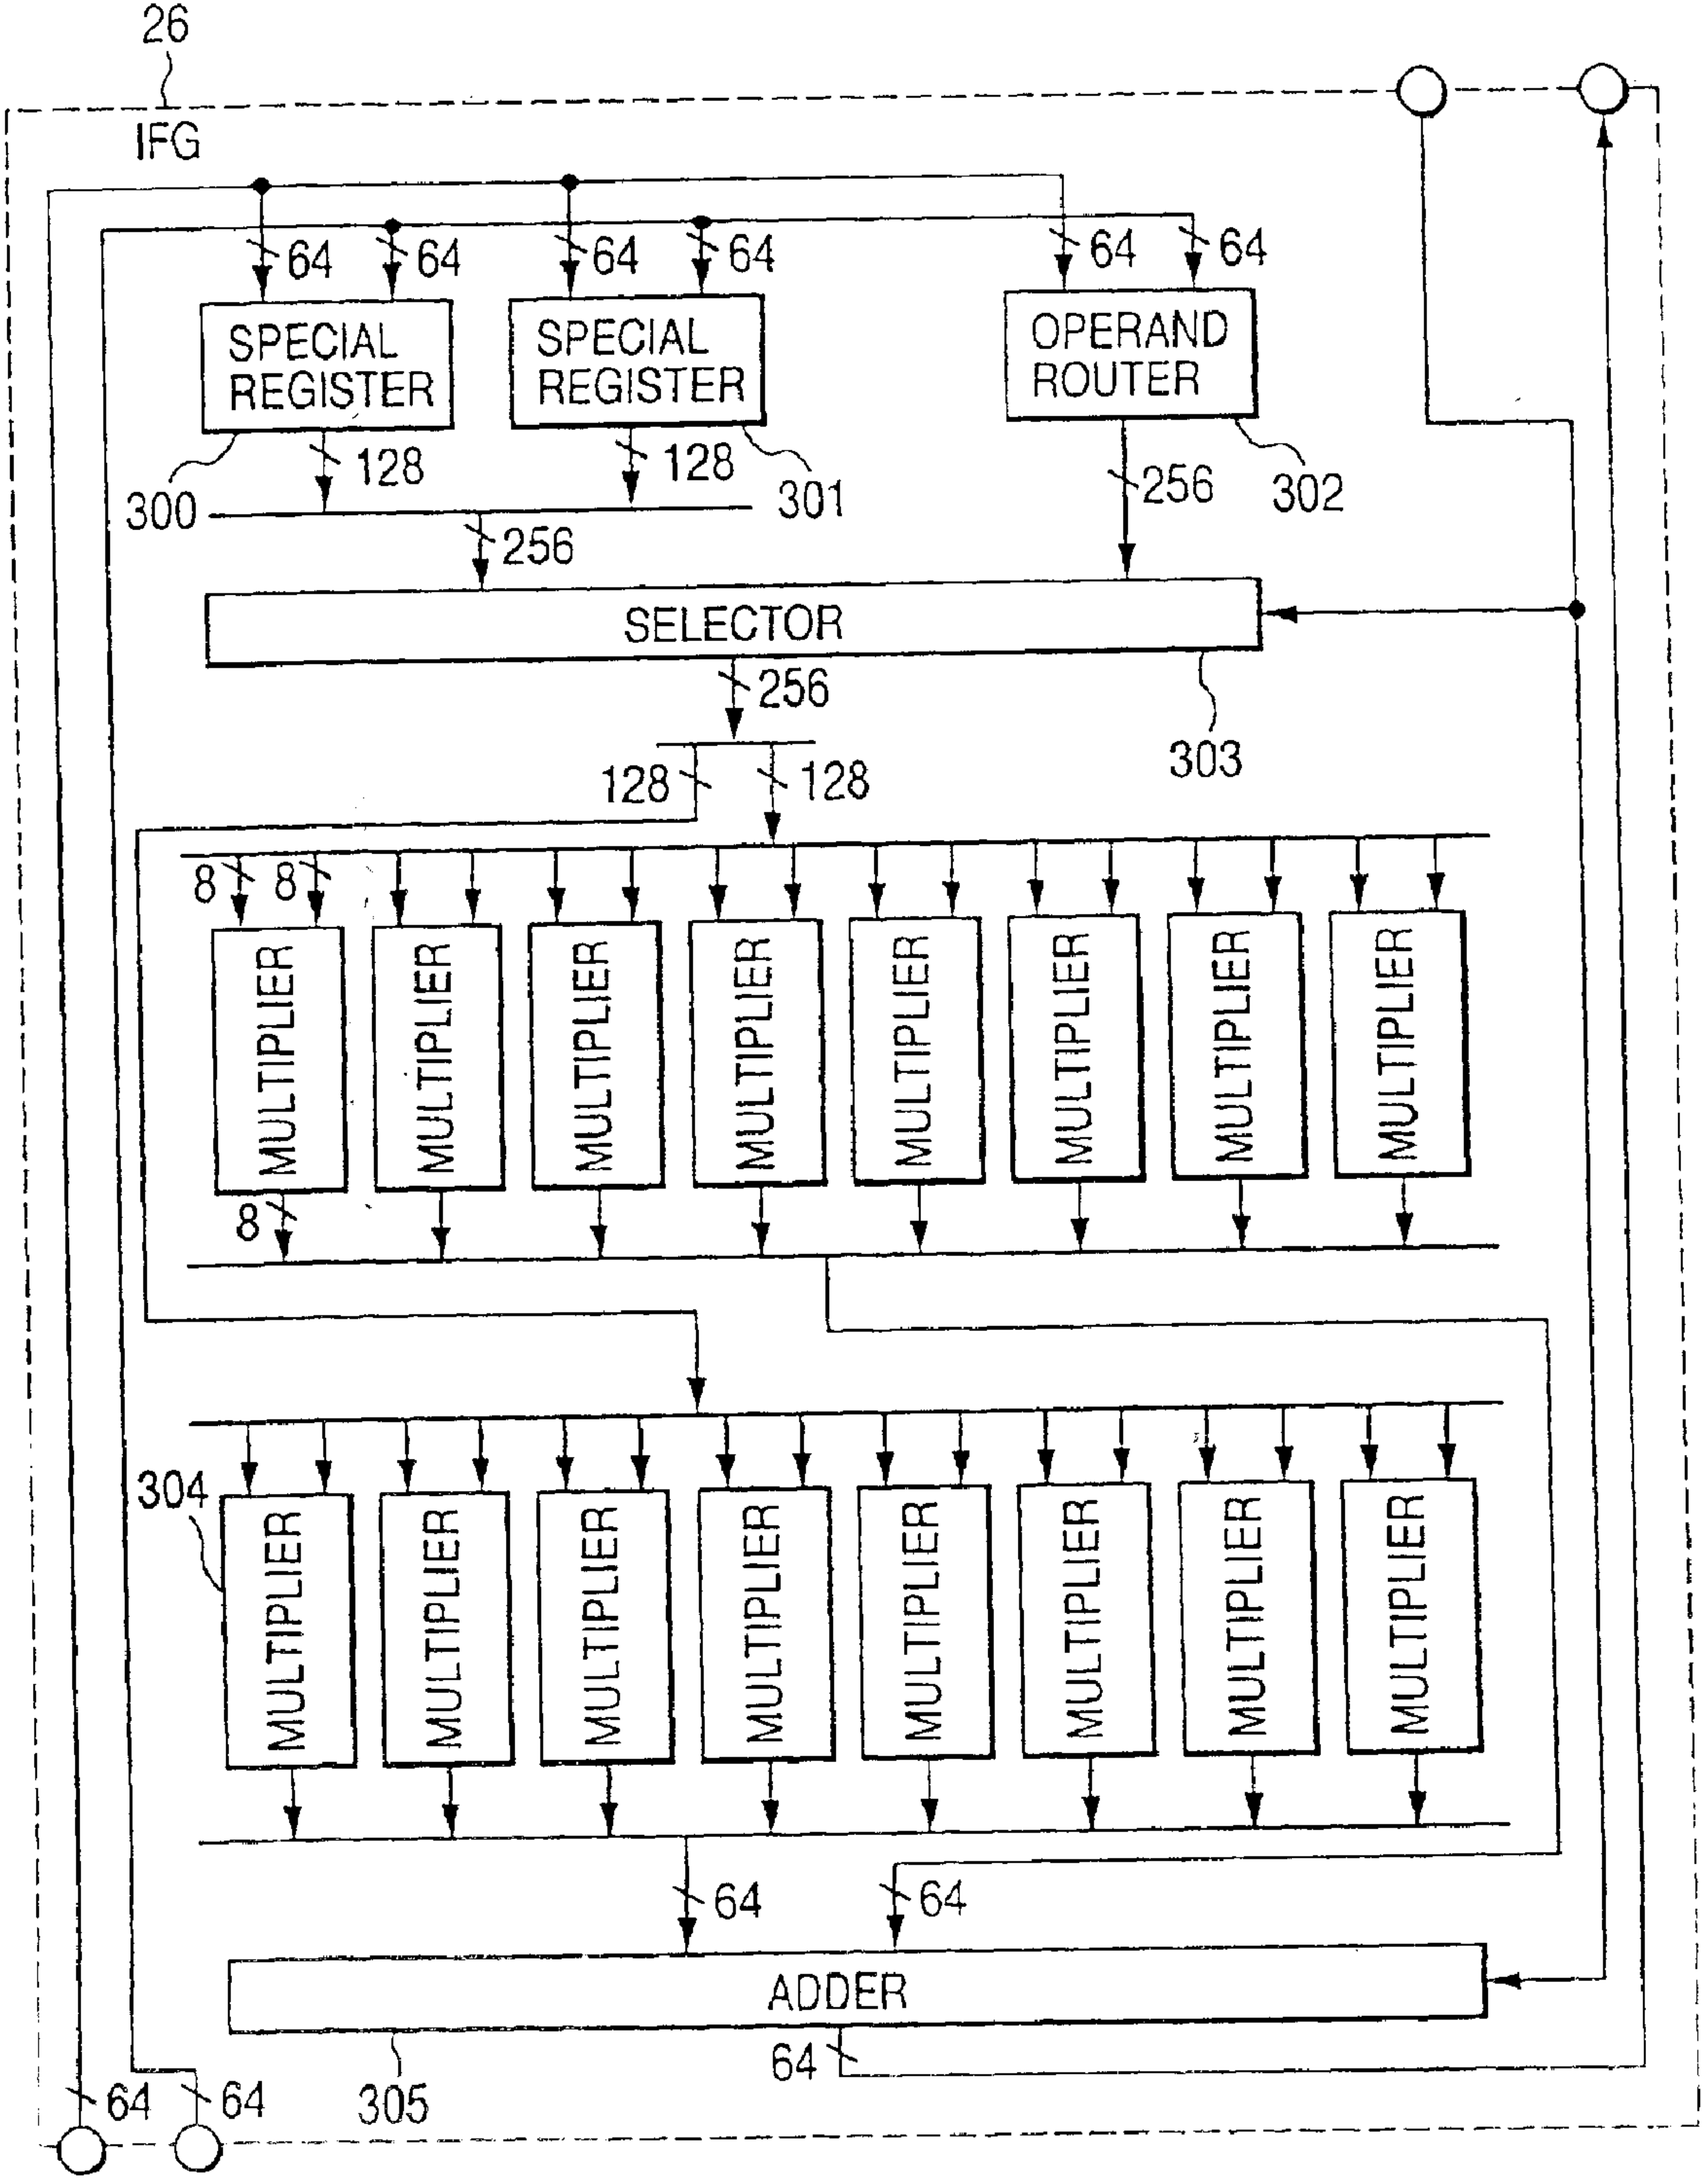 26
IFG
64
64
64
64
64
64
SPECIAL
REGISTER
SPECIAL
REGISTER
OPERAND
ROUTER
300
128
128
301
256
302
256
SELECTOR
256
303
128
128
8
8
MULTIPLIER
MULTIPLIER
MULTIPLIER
MULTIPLIER
MULTIPLIER
MULTIPLIER
MULTIPLIER
MULTIPLIER
8
304
MULTIPLIER
MULTIPLIER
MULTIPLIER
MULTIPLIER
MULTIPLIER
MULTIPLIER
MULTIPLIER
MULTIPLIER
64
64
ADDER
64
305
64
64